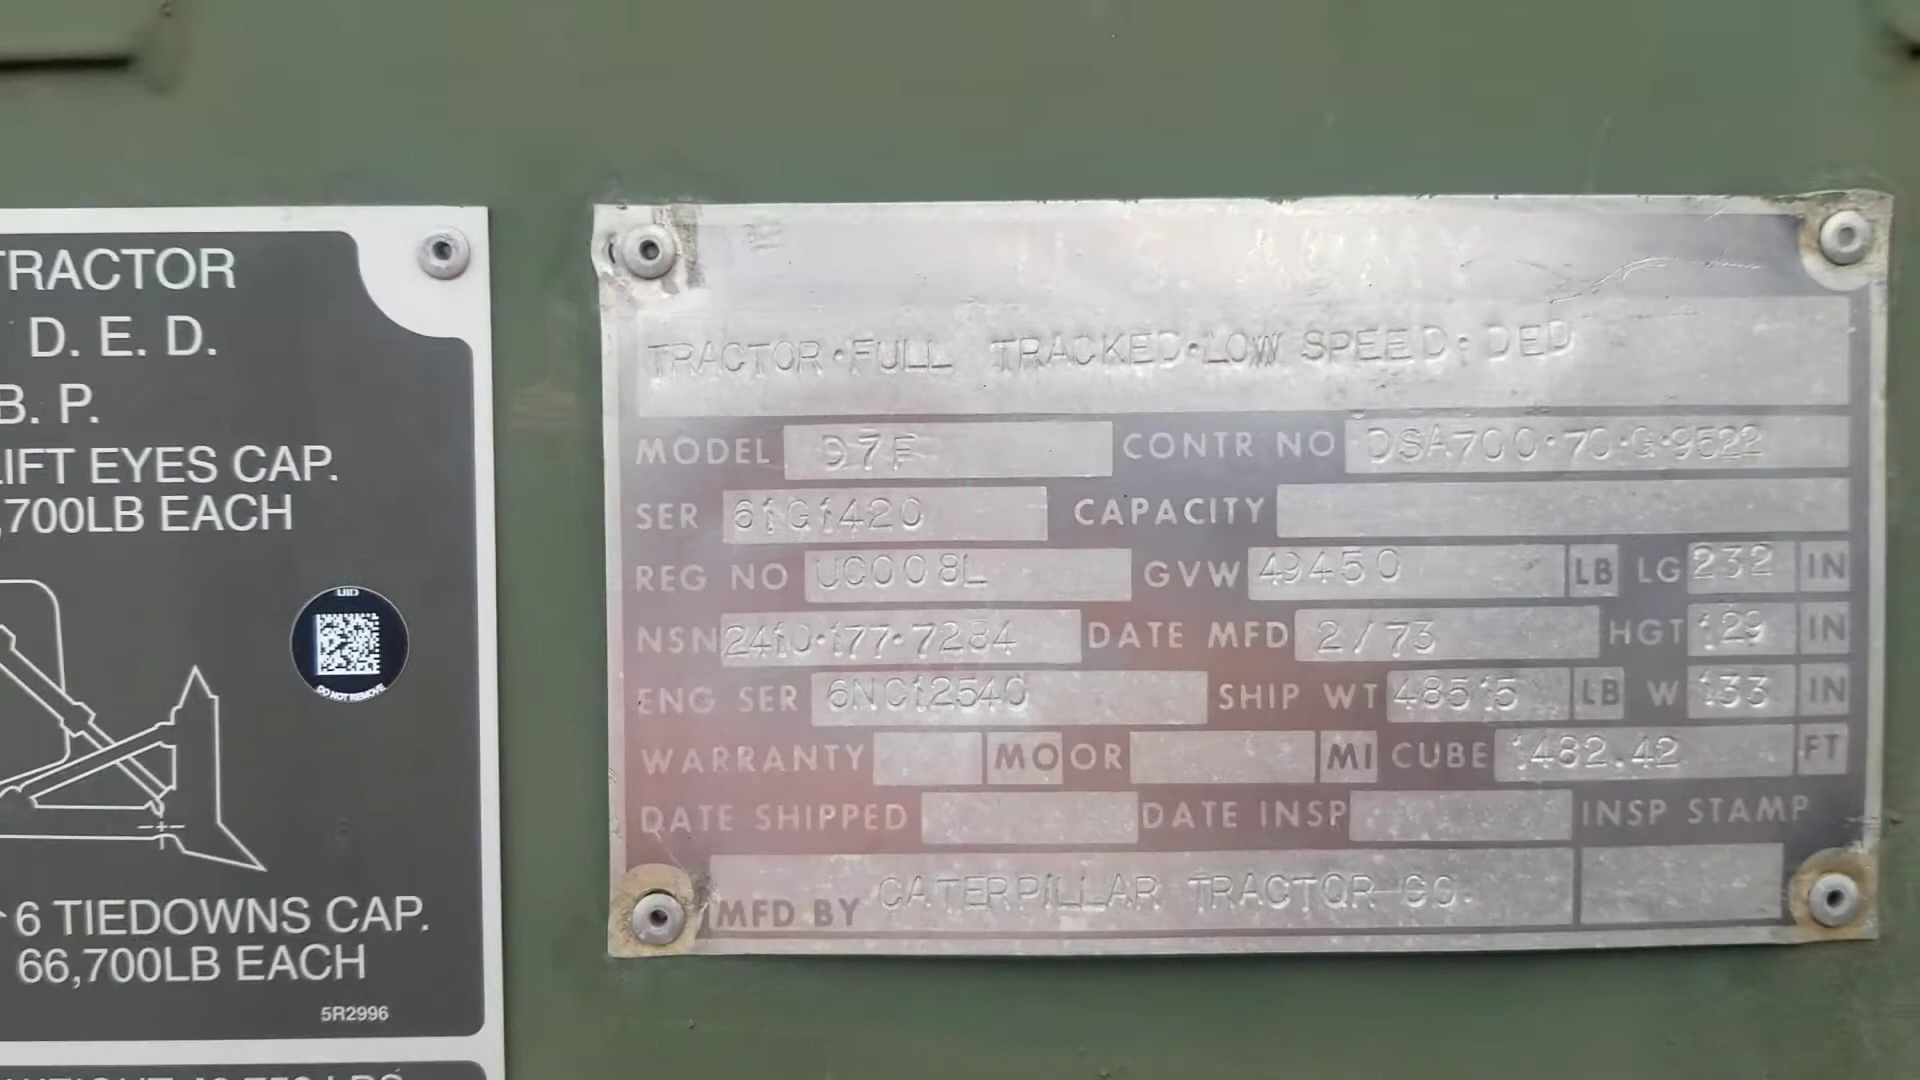 TRACTOR
D. E. D.
B. P.
LIFT EYES CAP.
,700LB EACH
UID
DO NOT REMOVE
6 TIEDOWNS CAP.
66,700LB EACH
5R2996
U.S. ARMY
TRACTOR·FULL TRACKED·LOW SPEED: DED
MODEL D7F CONTR NO DSA700·70·G·9522
SER 61G1420 CAPACITY
REG NO UC008L GVW 49450 LB LG 232 IN
NSN 2410·177·7284 DATE MFD 2/73 HGT 129 IN
ENG SER 6NC12540 SHIP WT 48515 LB W 133 IN
WARRANTY MO OR MI CUBE 1482.42 FT
DATE SHIPPED DATE INSP INSP STAMP
MFD BY CATERPILLAR TRACTOR CO.